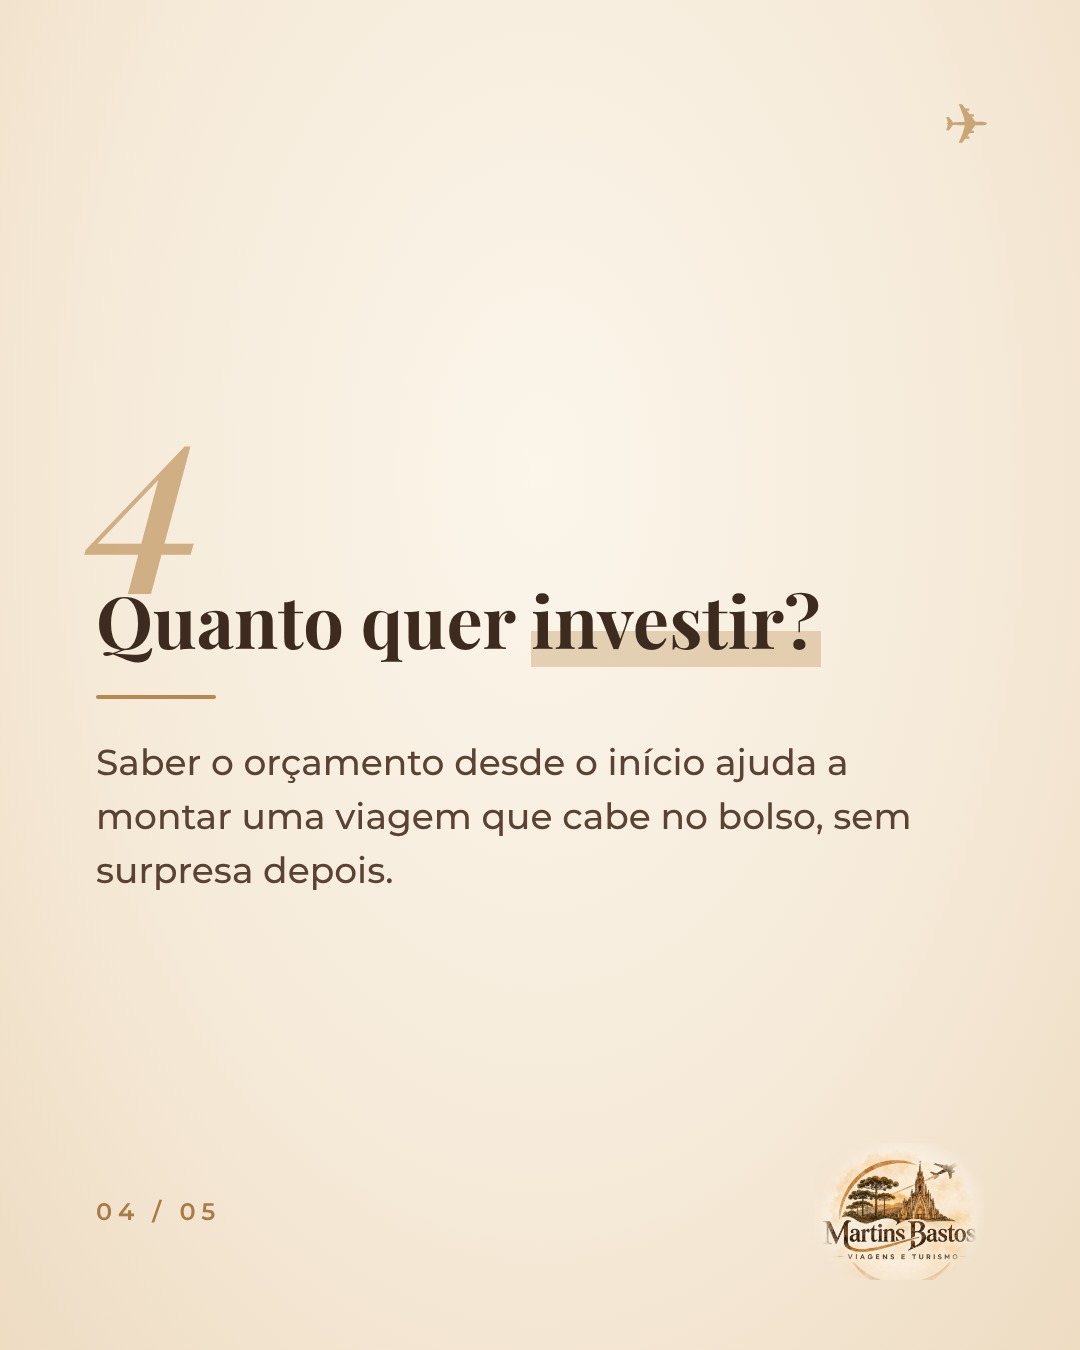 4
Quanto quer investir?
Saber o orçamento desde o início ajuda a
montar uma viagem que cabe no bolso, sem
surpresa depois.
04 / 05
Martins Bastos
VIAGENS E TURISMO